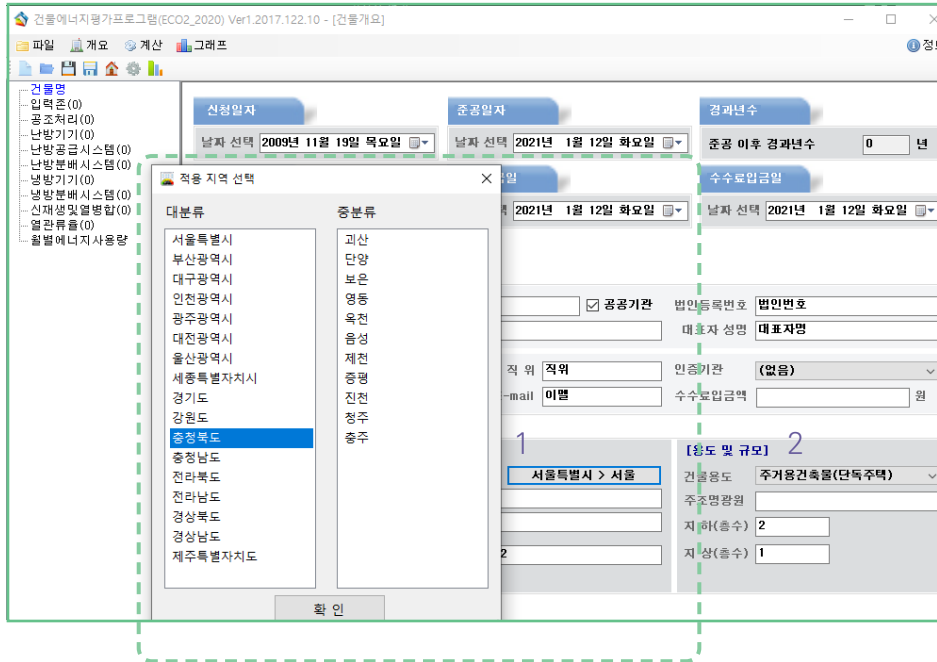 건물에너지평가프로그램(ECO2_2020) Ver1.2017.122.10 - [건물개요]
파일 개요 계산 그래프 정보
건물명
입력존(0)
공조처리(0)
난방기기(0)
난방공급시스템(0)
난방분배시스템(0)
냉방기기(0)
냉방분배시스템(0)
신재생및열병합(0)
열관류율(0)
월별에너지사용량
신청일자 준공일자 경과년수
날짜 선택 2009년 11월 19일 목요일 날짜 선택 2021년 1월 12일 화요일 준공 이후 경과년수 0 년
일 수수료입금일
2021년 1월 12일 화요일 날짜 선택 2021년 1월 12일 화요일
적용 지역 선택
대분류
서울특별시
부산광역시
대구광역시
인천광역시
광주광역시
대전광역시
울산광역시
세종특별자치시
경기도
강원도
충청북도
충청남도
전라북도
전라남도
경상북도
경상남도
제주특별자치도
중분류
괴산
단양
보은
영동
옥천
음성
제천
증평
진천
청주
충주
확 인
공공기관 법인등록번호 법인번호
대표자 성명 대표자명
직 위 직위 인증기관 (없음)
-mail 이멜 수수료입금액 원
1 [용도 및 규모] 2
서울특별시 > 서울 건물용도 주거용건축물(단독주택)
주조명광원
지 하(층수) 2
2 지 상(층수) 1